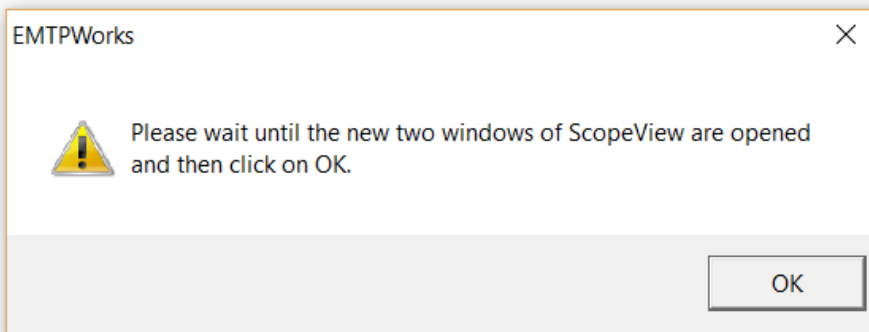 EMTPWorks
Please wait until the new two windows of ScopeView are opened
and then click on OK.
OK